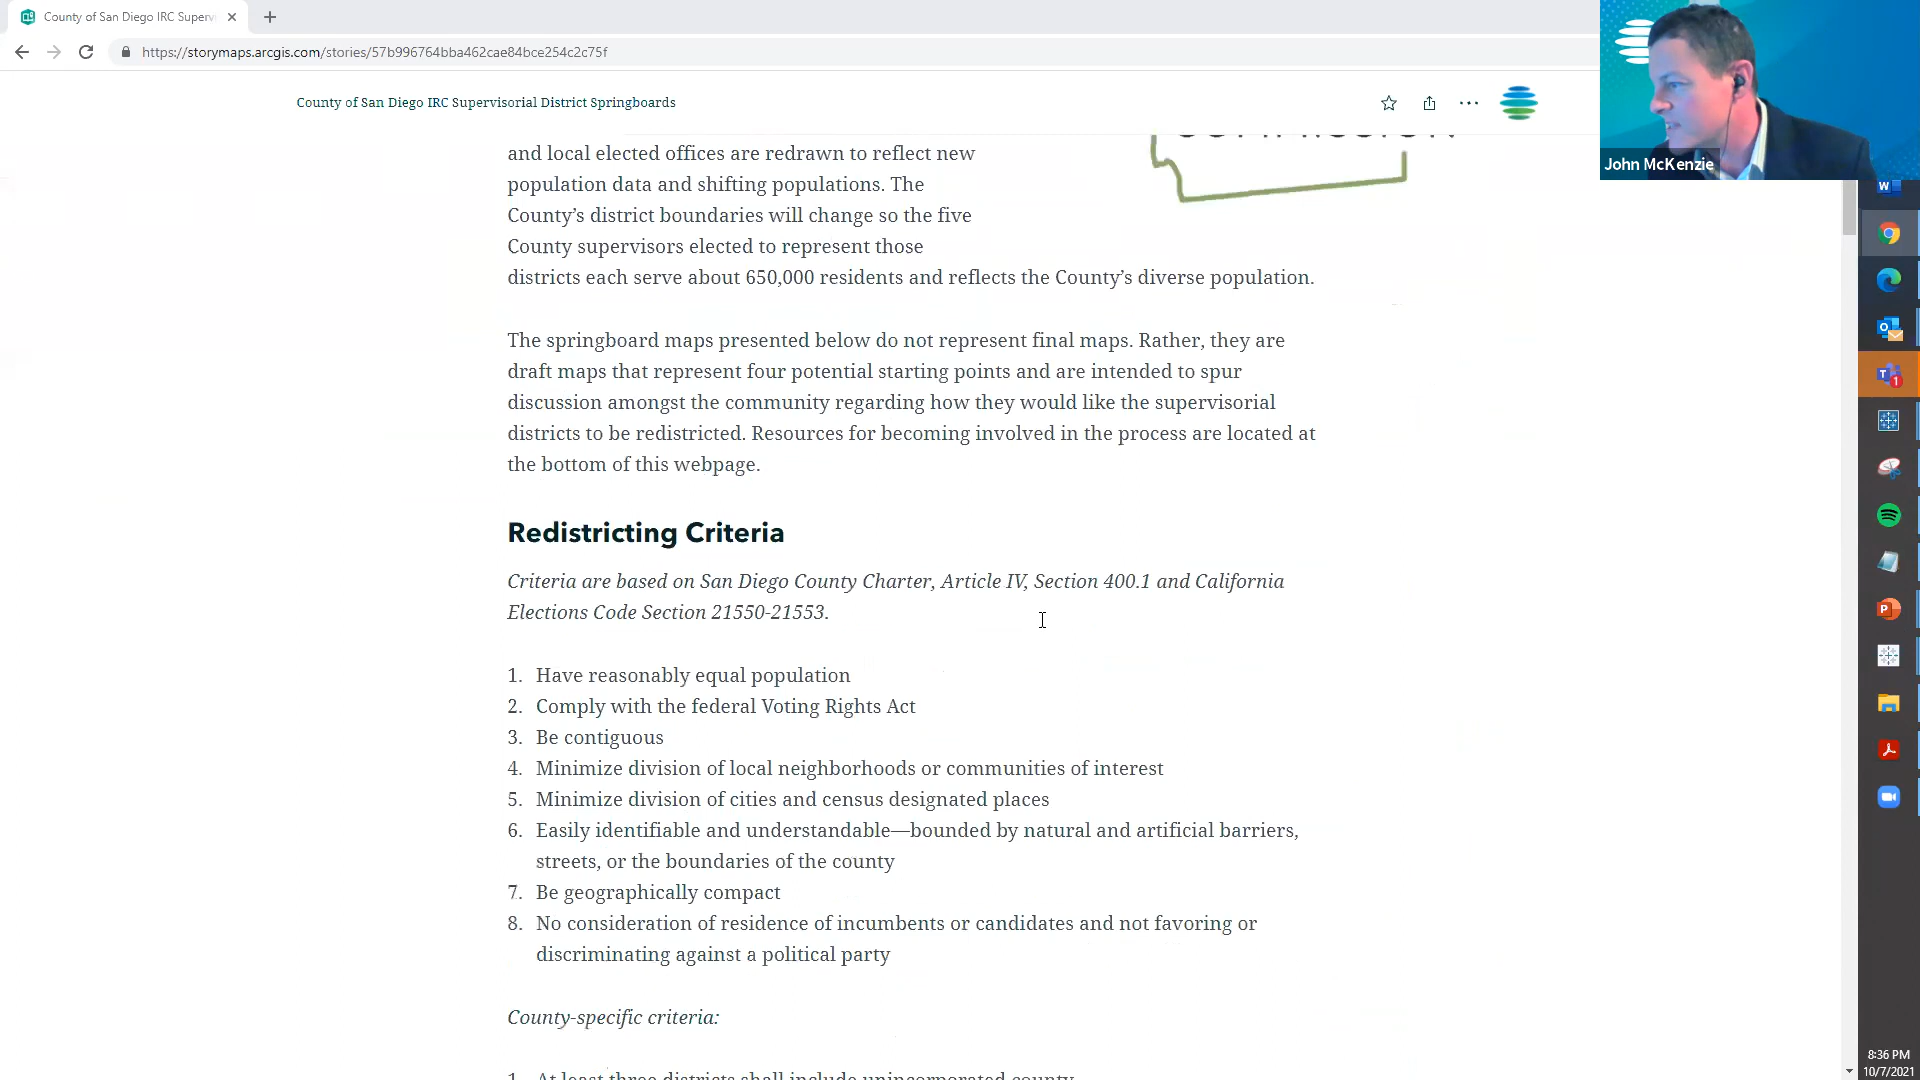 County of San Diego IRC Superv
https://storymaps.arcgis.com/stories/57b996764bba462cae84bce254c2c75f
County of San Diego IRC Supervisorial District Springboards
John McKenzie
and local elected offices are redrawn to reflect new
population data and shifting populations. The
County’s district boundaries will change so the five
County supervisors elected to represent those
districts each serve about 650,000 residents and reflects the County’s diverse population.
The springboard maps presented below do not represent final maps. Rather, they are
draft maps that represent four potential starting points and are intended to spur
discussion amongst the community regarding how they would like the supervisorial
districts to be redistricted. Resources for becoming involved in the process are located at
the bottom of this webpage.
Redistricting Criteria
Criteria are based on San Diego County Charter, Article IV, Section 400.1 and California
Elections Code Section 21550-21553.
1. Have reasonably equal population
2. Comply with the federal Voting Rights Act
3. Be contiguous
4. Minimize division of local neighborhoods or communities of interest
5. Minimize division of cities and census designated places
6. Easily identifiable and understandable—bounded by natural and artificial barriers,
streets, or the boundaries of the county
7. Be geographically compact
8. No consideration of residence of incumbents or candidates and not favoring or
discriminating against a political party
County-specific criteria:
1. At least three districts shall include unincorporated county
8:36 PM
10/7/2021